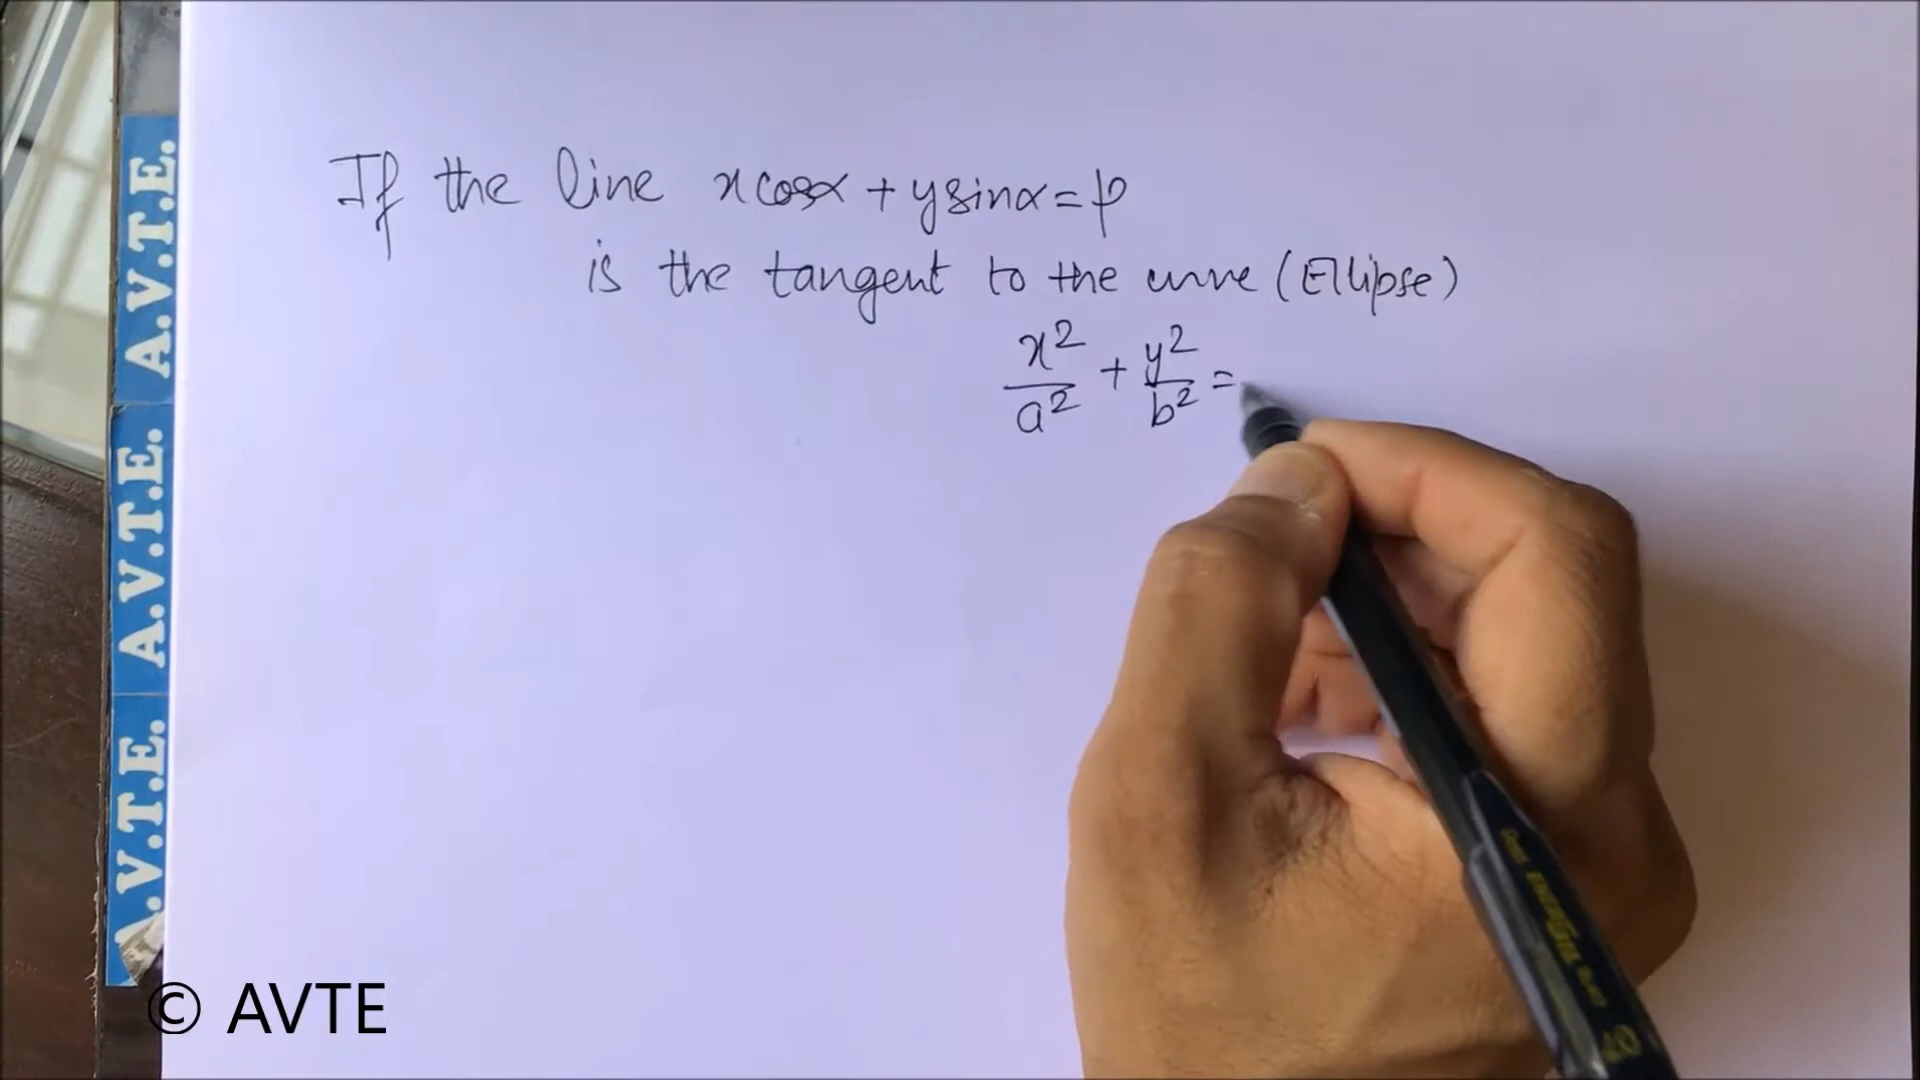 If the line x cosα + y sinα = p
is the tangent to the curve (Ellipse)
x²/a² + y²/b² =
A.V.T.E.
A.V.T.E.
A.V.T.E.
© AVTE